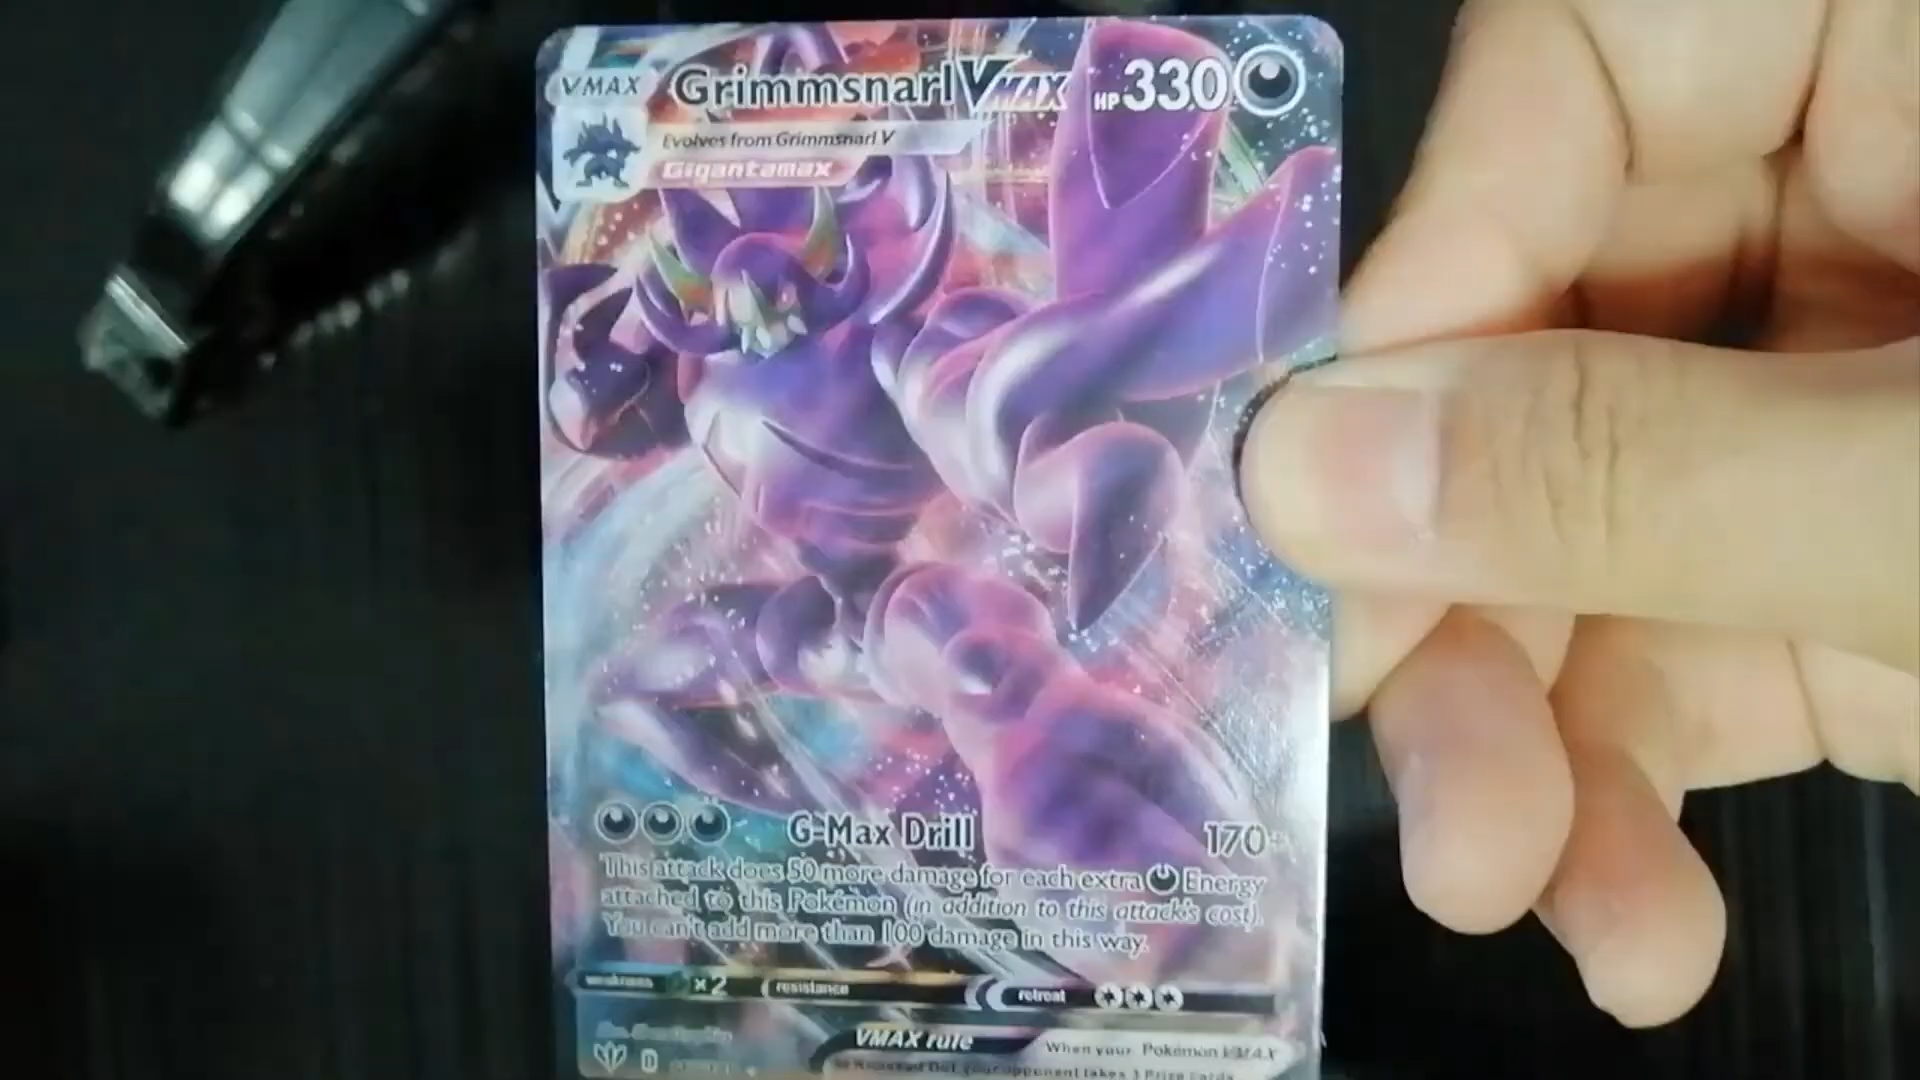 VMAX Grimmsnarl VMAX HP 330
Evolves from Grimmsnarl V
Gigantamax
G-Max Drill 170+
This attack does 50 more damage for each extra Energy
attached to this Pokémon (in addition to this attack's cost).
You can't add more than 100 damage in this way.
weakness ×2 resistance retreat
VMAX rule When your Pokémon VMAX
is Knocked Out, your opponent takes 3 Prize cards.
D